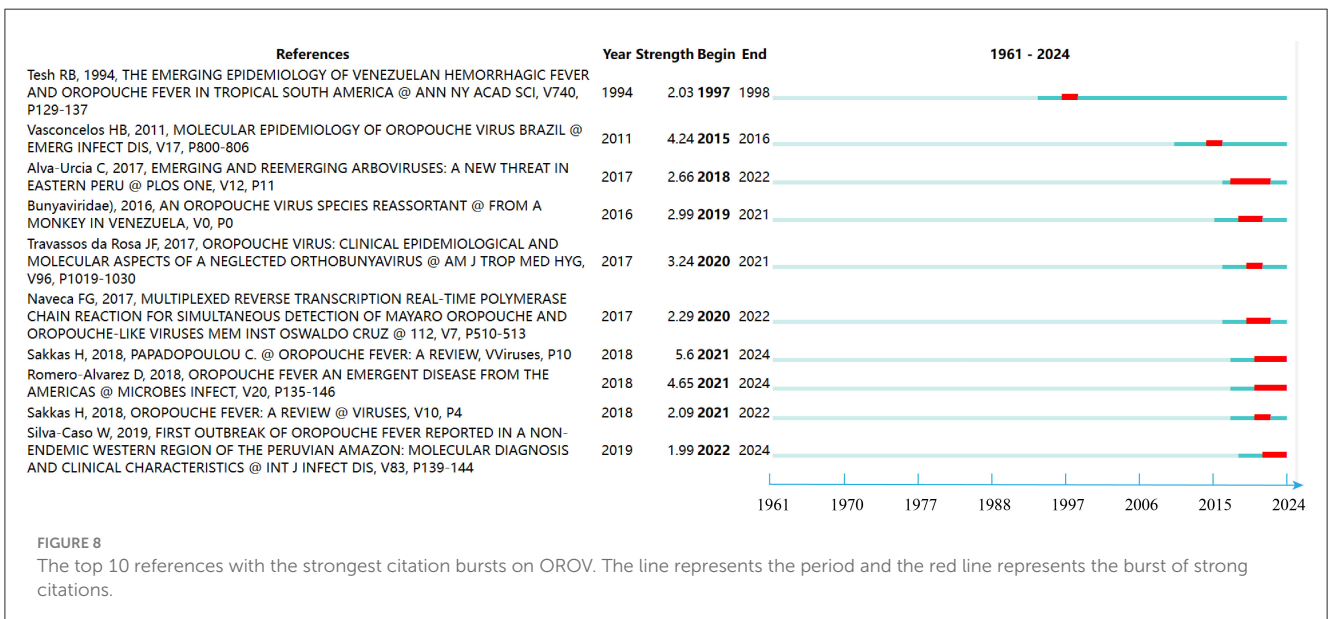 References Year Strength Begin End 1961 - 2024
Tesh RB, 1994, THE EMERGING EPIDEMIOLOGY OF VENEZUELAN HEMORRHAGIC FEVER
AND OROPOUCHE FEVER IN TROPICAL SOUTH AMERICA @ ANN NY ACAD SCI, V740, 1994 2.03 1997 1998
P129-137
Vasconcelos HB, 2011, MOLECULAR EPIDEMIOLOGY OF OROPOUCHE VIRUS BRAZIL @ 2011 4.24 2015 2016
EMERG INFECT DIS, V17, P800-806
Alva-Urcia C, 2017, EMERGING AND REEMERGING ARBOVIRUSES: A NEW THREAT IN 2017 2.66 2018 2022
EASTERN PERU @ PLOS ONE, V12, P11
Bunyaviridae), 2016, AN OROPOUCHE VIRUS SPECIES REASSORTANT @ FROM A 2016 2.99 2019 2021
MONKEY IN VENEZUELA, V0, P0
Travassos da Rosa JF, 2017, OROPOUCHE VIRUS: CLINICAL EPIDEMIOLOGICAL AND
MOLECULAR ASPECTS OF A NEGLECTED ORTHOBUNYAVIRUS @ AM J TROP MED HYG, 2017 3.24 2020 2021
V96, P1019-1030
Naveca FG, 2017, MULTIPLEXED REVERSE TRANSCRIPTION REAL-TIME POLYMERASE
CHAIN REACTION FOR SIMULTANEOUS DETECTION OF MAYARO OROPOUCHE AND 2017 2.29 2020 2022
OROPOUCHE-LIKE VIRUSES MEM INST OSWALDO CRUZ @ 112, V7, P510-513
Sakkas H, 2018, PAPADOPOULOU C. @ OROPOUCHE FEVER: A REVIEW, VViruses, P10 2018 5.6 2021 2024
Romero-Alvarez D, 2018, OROPOUCHE FEVER AN EMERGENT DISEASE FROM THE 2018 4.65 2021 2024
AMERICAS @ MICROBES INFECT, V20, P135-146
Sakkas H, 2018, OROPOUCHE FEVER: A REVIEW @ VIRUSES, V10, P4 2018 2.09 2021 2022
Silva-Caso W, 2019, FIRST OUTBREAK OF OROPOUCHE FEVER REPORTED IN A NON-
ENDEMIC WESTERN REGION OF THE PERUVIAN AMAZON: MOLECULAR DIAGNOSIS 2019 1.99 2022 2024
AND CLINICAL CHARACTERISTICS @ INT J INFECT DIS, V83, P139-144
1961 1970 1977 1988 1997 2006 2015 2024
FIGURE 8
The top 10 references with the strongest citation bursts on OROV. The line represents the period and the red line represents the burst of strong
citations.